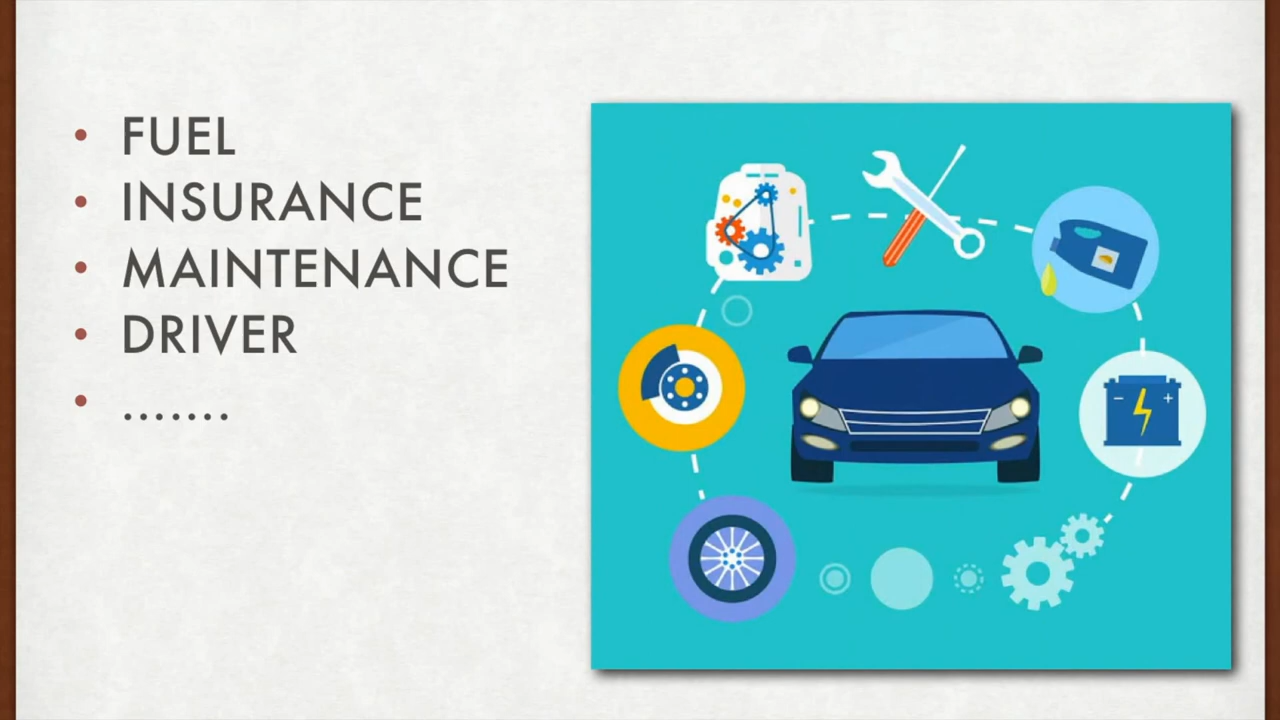 • FUEL
• INSURANCE
• MAINTENANCE
• DRIVER
• .......